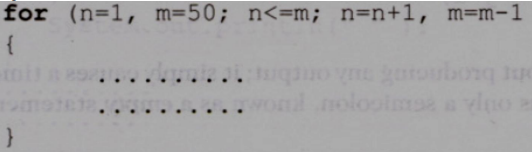 for (n=1, m=50; n<=m; n=n+1, m=m-1
{
. . . . . . . . . .
. . . . . . . . . .
}